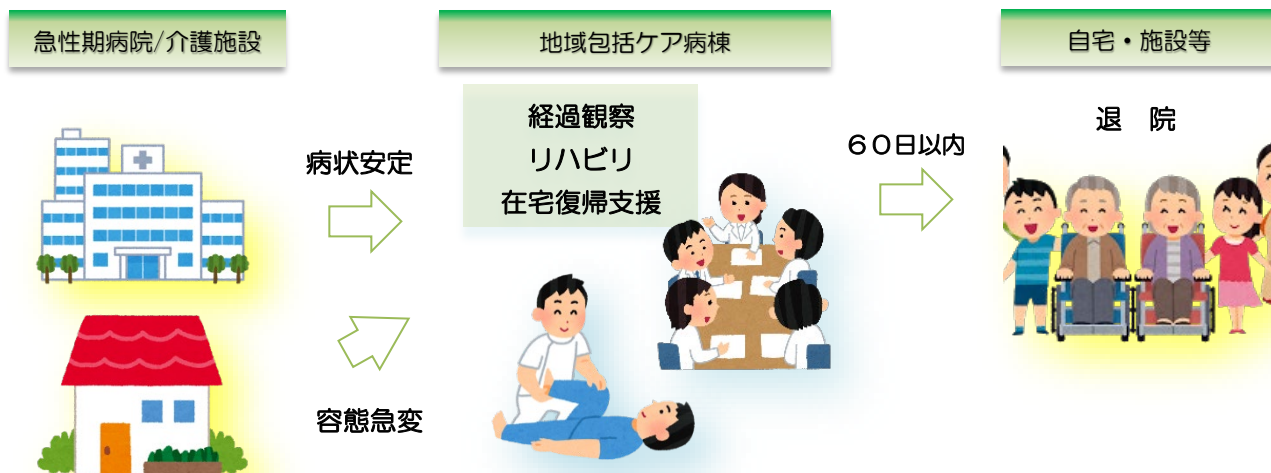 急性期病院/介護施設
地域包括ケア病棟
自宅・施設等
病状安定
容態急変
経過観察
リハビリ
在宅復帰支援
６０日以内
退　院